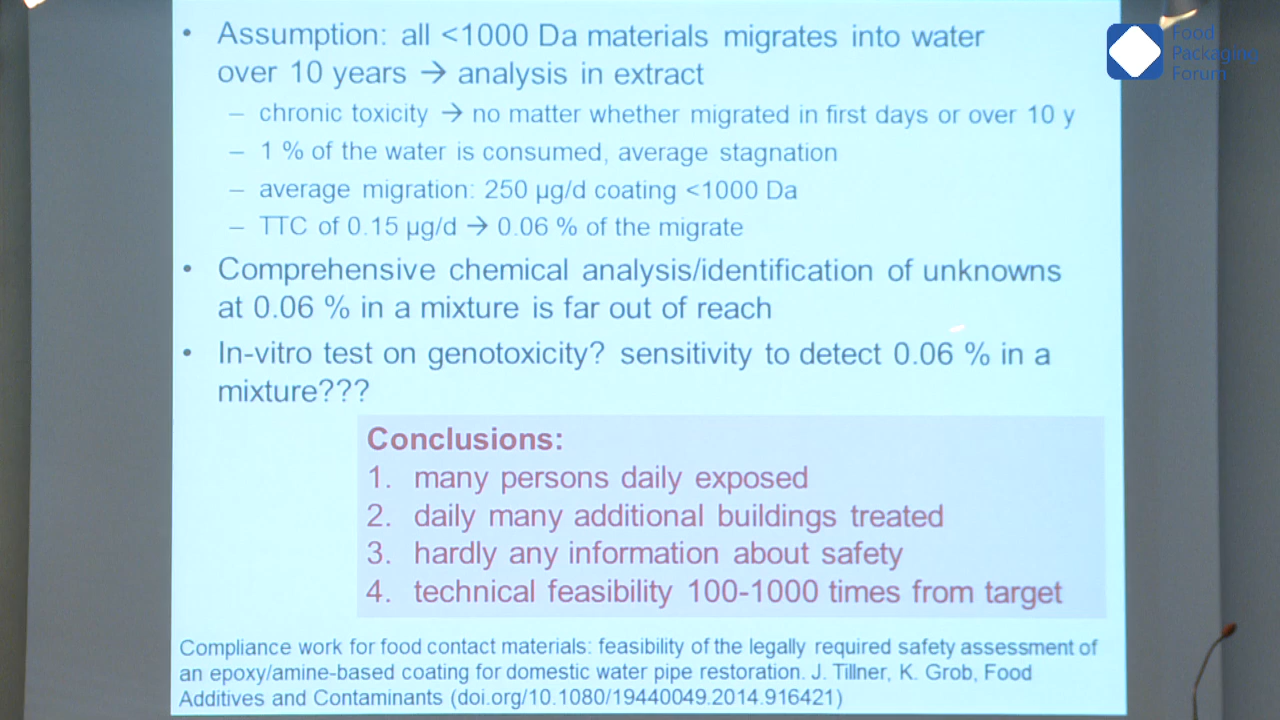 Food
Packaging
Forum
• Assumption: all <1000 Da materials migrates into water
over 10 years → analysis in extract
– chronic toxicity → no matter whether migrated in first days or over 10 y
– 1 % of the water is consumed, average stagnation
– average migration: 250 µg/d coating <1000 Da
– TTC of 0.15 µg/d → 0.06 % of the migrate
• Comprehensive chemical analysis/identification of unknowns
at 0.06 % in a mixture is far out of reach
• In-vitro test on genotoxicity? sensitivity to detect 0.06 % in a
mixture???
Conclusions:
1. many persons daily exposed
2. daily many additional buildings treated
3. hardly any information about safety
4. technical feasibility 100-1000 times from target
Compliance work for food contact materials: feasibility of the legally required safety assessment of
an epoxy/amine-based coating for domestic water pipe restoration. J. Tillner, K. Grob, Food
Additives and Contaminants (doi.org/10.1080/19440049.2014.916421)